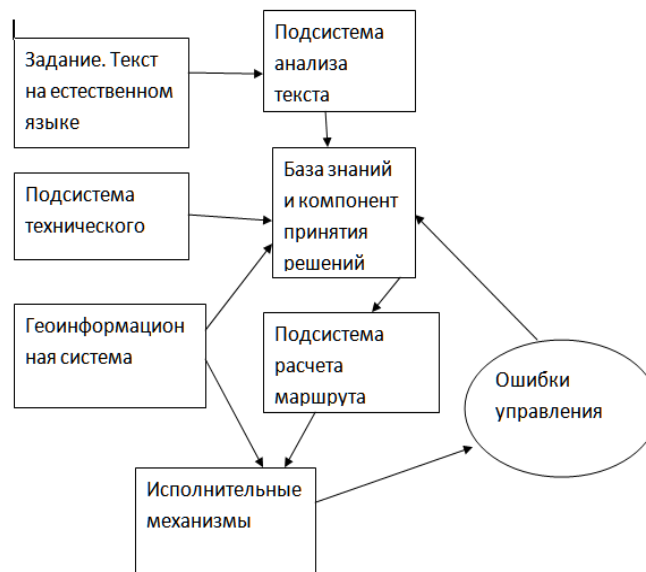 Задание. Текст
на естественном
языке
Подсистема
анализа
текста
База знаний
и компонент
принятия
решений
Подсистема
технического
Геоинформацион
ная система
Подсистема
расчета
маршрута
Ошибки
управления
Исполнительные
механизмы